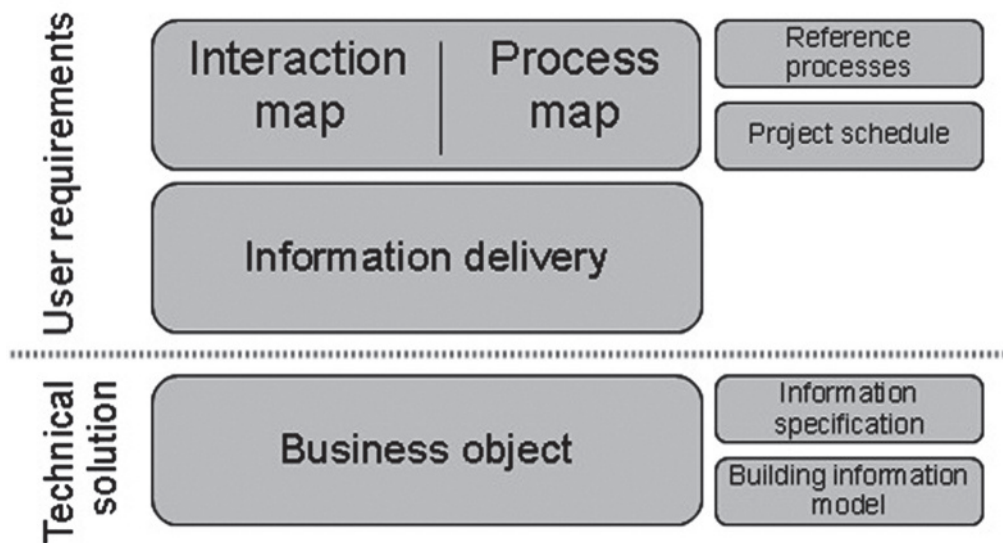 User requirements
Interaction
map
Process
map
Reference
processes
Project schedule
Information delivery
Technical
solution
Business object
Information
specification
Building information
model